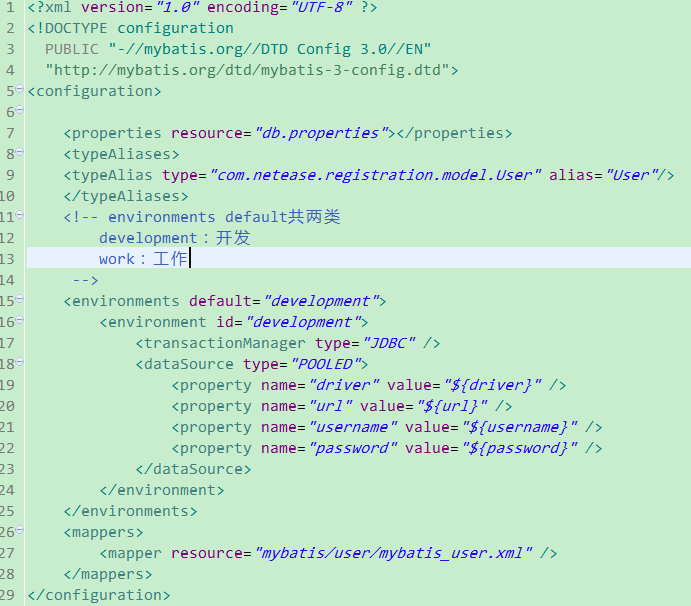 1 <?xml version="1.0" encoding="UTF-8" ?>
2 <!DOCTYPE configuration
3   PUBLIC "-//mybatis.org//DTD Config 3.0//EN"
4   "http://mybatis.org/dtd/mybatis-3-config.dtd">
5 <configuration>
6
7     <properties resource="db.properties"></properties>
8     <typeAliases>
9     <typeAlias type="com.netease.registration.model.User" alias="User"/>
10     </typeAliases>
11     <!-- environments default共两类
12         development：开发
13         work：工作
14      -->
15     <environments default="development">
16         <environment id="development">
17             <transactionManager type="JDBC" />
18             <dataSource type="POOLED">
19                 <property name="driver" value="${driver}" />
20                 <property name="url" value="${url}" />
21                 <property name="username" value="${username}" />
22                 <property name="password" value="${password}" />
23             </dataSource>
24         </environment>
25     </environments>
26     <mappers>
27         <mapper resource="mybatis/user/mybatis_user.xml" />
28     </mappers>
29 </configuration>